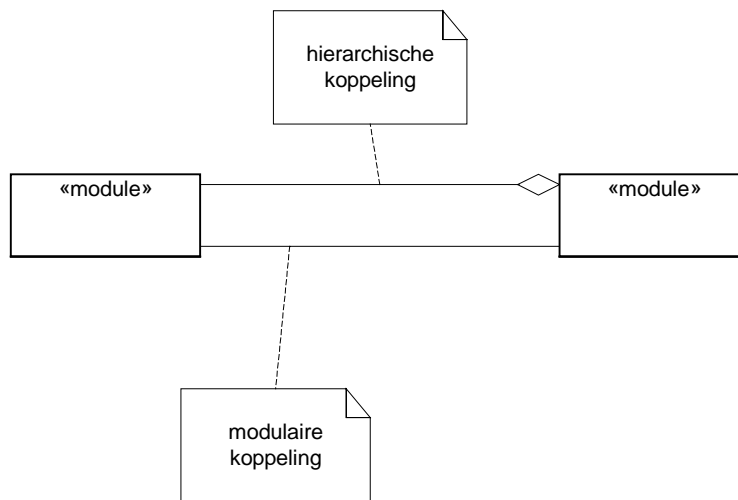 hierarchische
koppeling
«module»
«module»
modulaire
koppeling